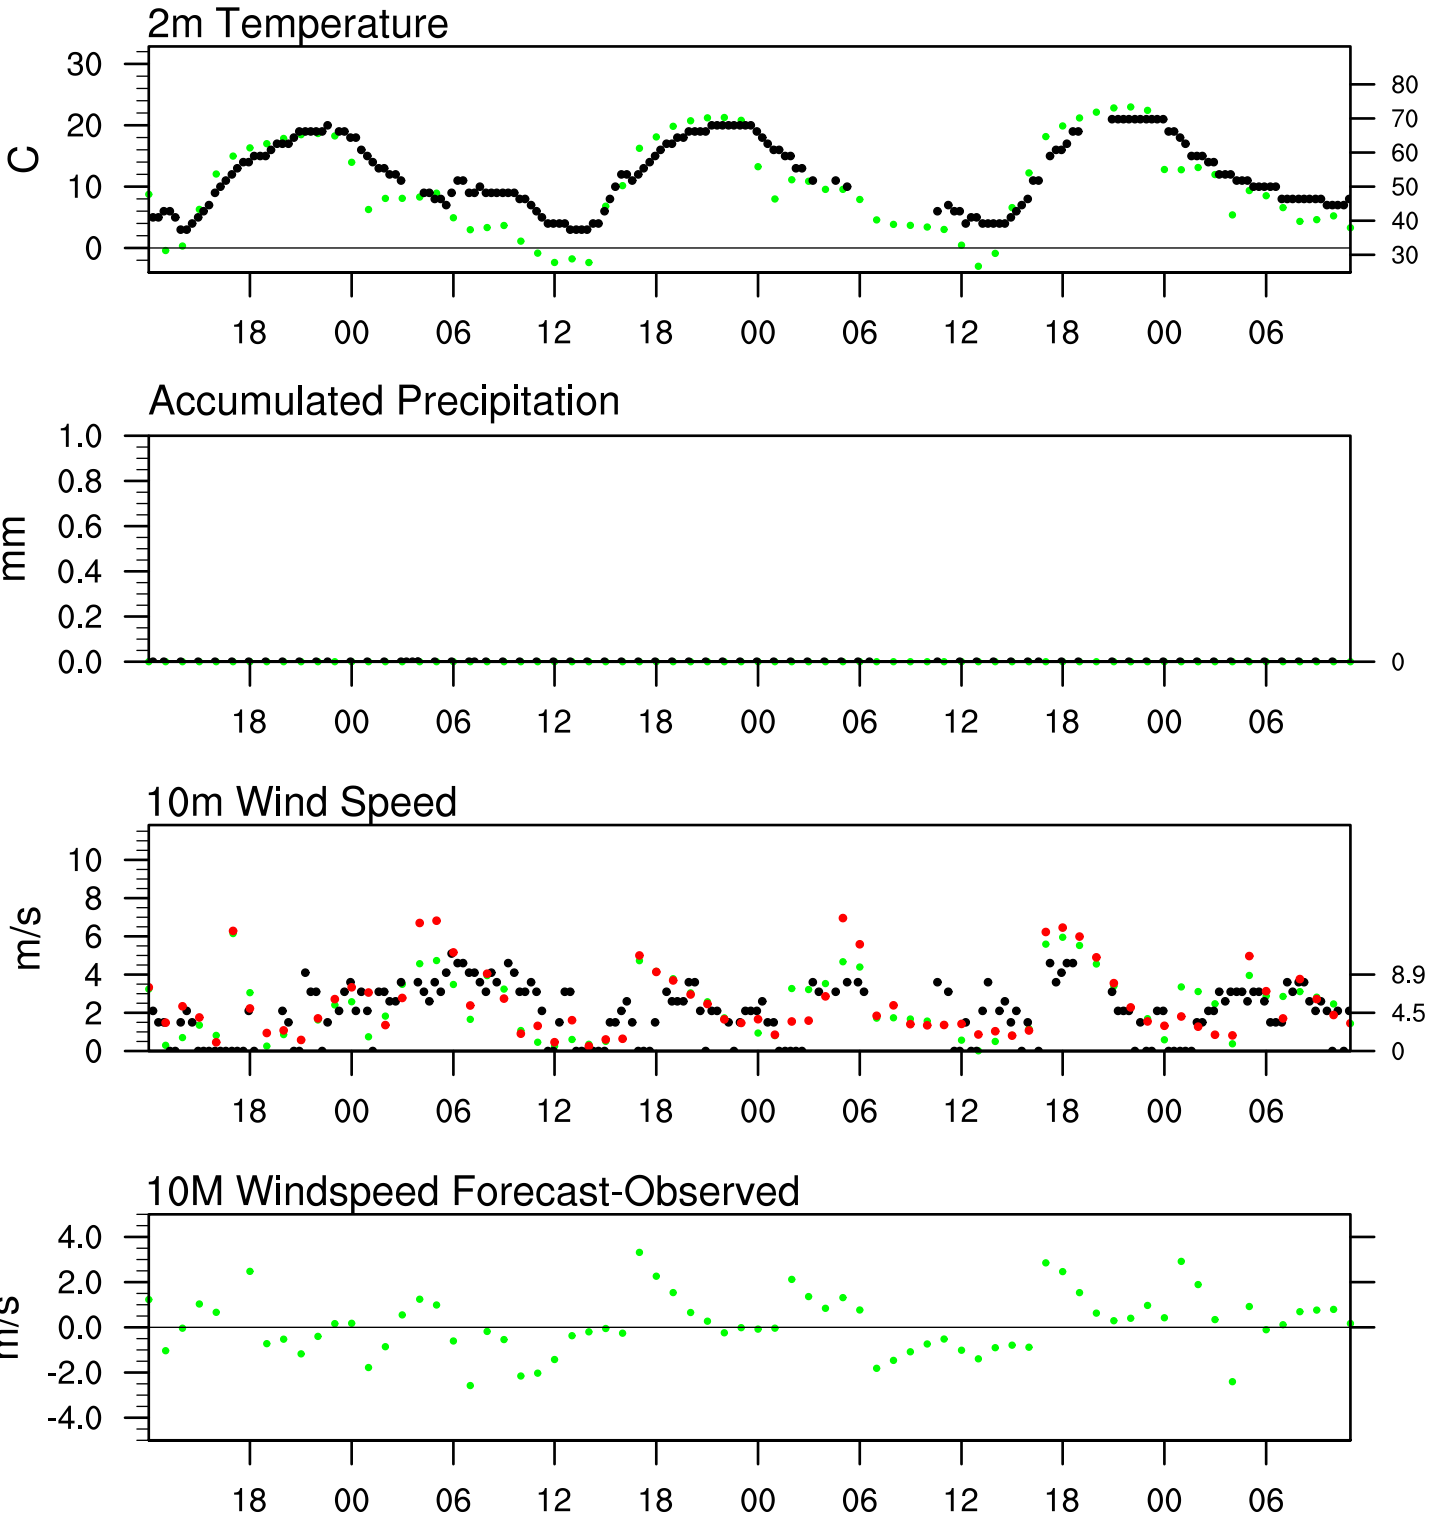 2m Temperature
C
30
20
10
0
80
70
60
50
40
30
18 00 06 12 18 00 06 12 18 00 06
Accumulated Precipitation
mm
1.0
0.8
0.6
0.4
0.2
0.0
0
18 00 06 12 18 00 06 12 18 00 06
10m Wind Speed
m/s
10
8
6
4
2
0
8.9
4.5
0
18 00 06 12 18 00 06 12 18 00 06
10M Windspeed Forecast-Observed
m/s
4.0
2.0
0.0
-2.0
-4.0
18 00 06 12 18 00 06 12 18 00 06